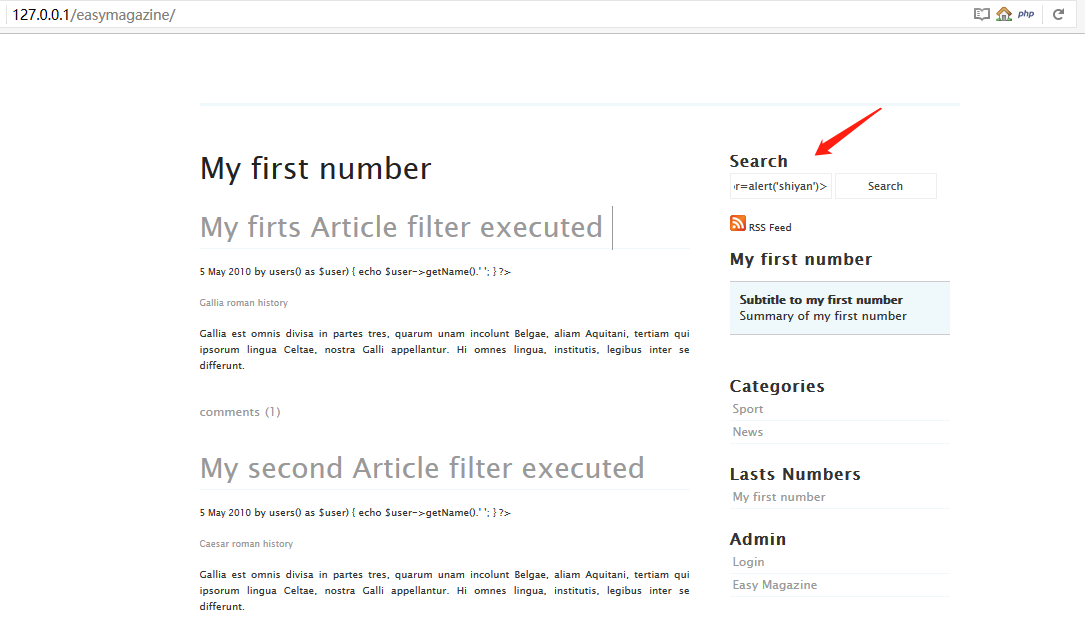 127.0.0.1/easymagazine/
php
My first number
My firts Article filter executed
5 May 2010 by users() as $user) { echo $user->getName().' '; } ?>
Gallia roman history
Gallia est omnis divisa in partes tres, quarum unam incolunt Belgae, aliam Aquitani, tertiam qui
ipsorum lingua Celtae, nostra Galli appellantur. Hi omnes lingua, institutis, legibus inter se
differunt.
comments (1)
My second Article filter executed
5 May 2010 by users() as $user) { echo $user->getName().' '; } ?>
Caesar roman history
Gallia est omnis divisa in partes tres, quarum unam incolunt Belgae, aliam Aquitani, tertiam qui
ipsorum lingua Celtae, nostra Galli appellantur. Hi omnes lingua, institutis, legibus inter se
differunt.
Search
r=alert('shiyan')> Search
RSS Feed
My first number
Subtitle to my first number
Summary of my first number
Categories
Sport
News
Lasts Numbers
My first number
Admin
Login
Easy Magazine